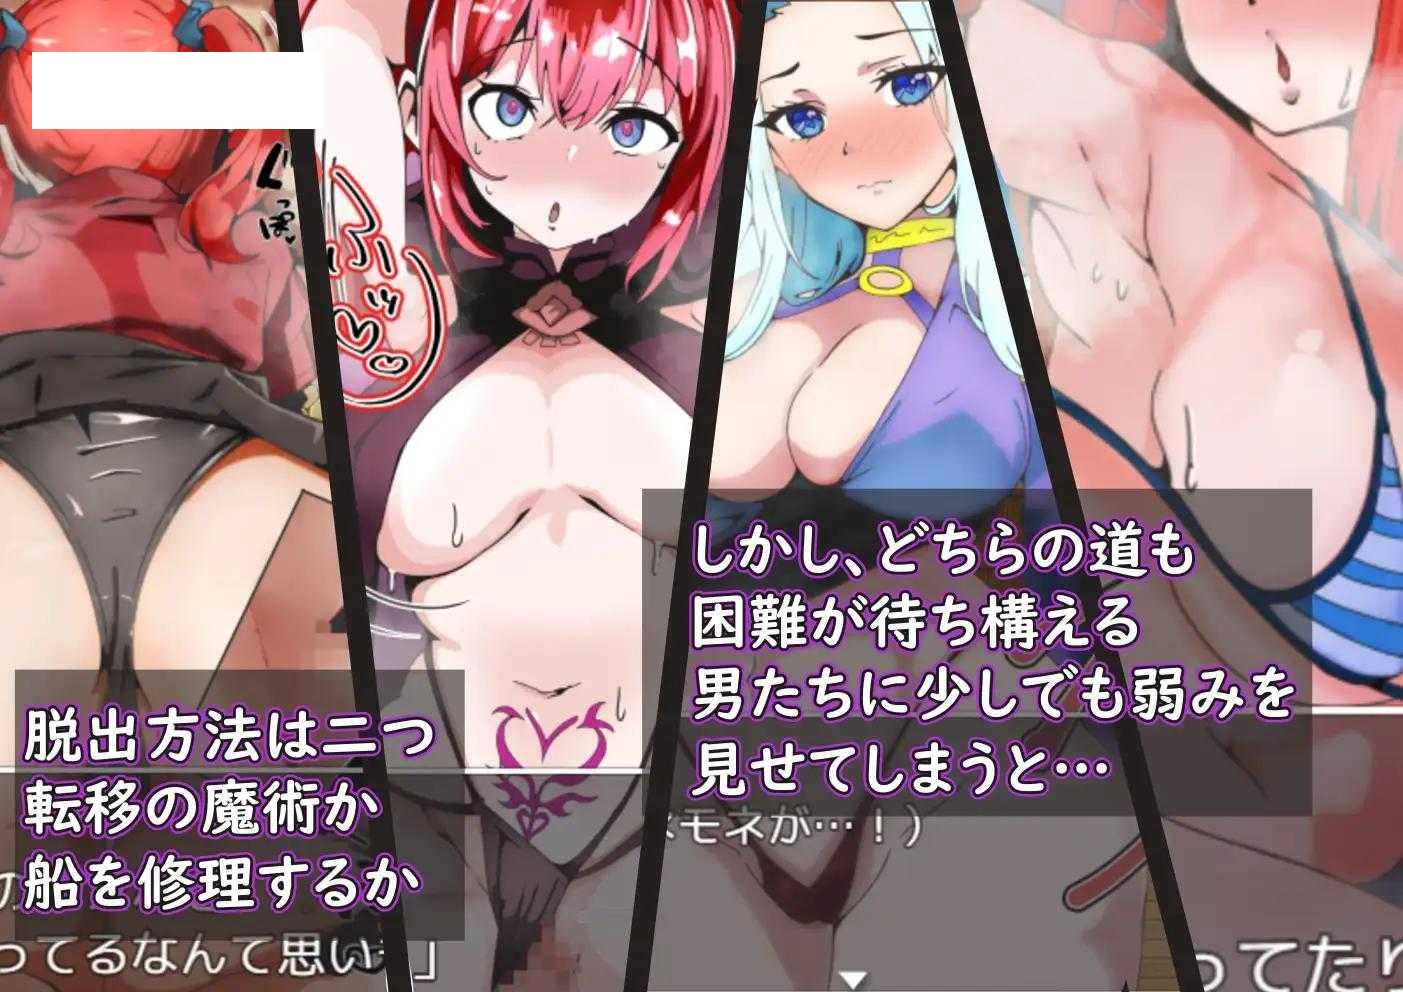 ふッ♡♡
しかし、どちらの道も
困難が待ち構える
男たちに少しでも弱みを
見せてしまうと…
脱出方法は二つ
転移の魔術か
船を修理するか
モネが…！）
ってるなんて思い
」
ってたり